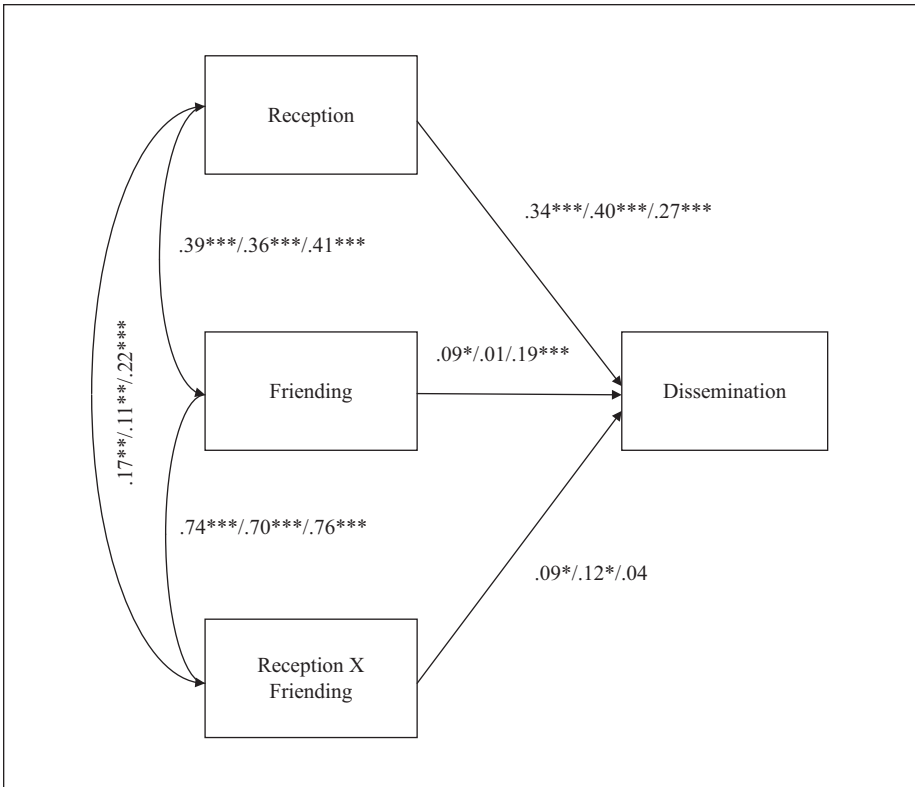 Reception
.34***/.40***/.27***
.39***/.36***/.41***
.17**/.11**/.22***
Friending
.09*/.01/.19***
Dissemination
.74***/.70***/.76***
.09*/.12*/.04
Reception X
Friending